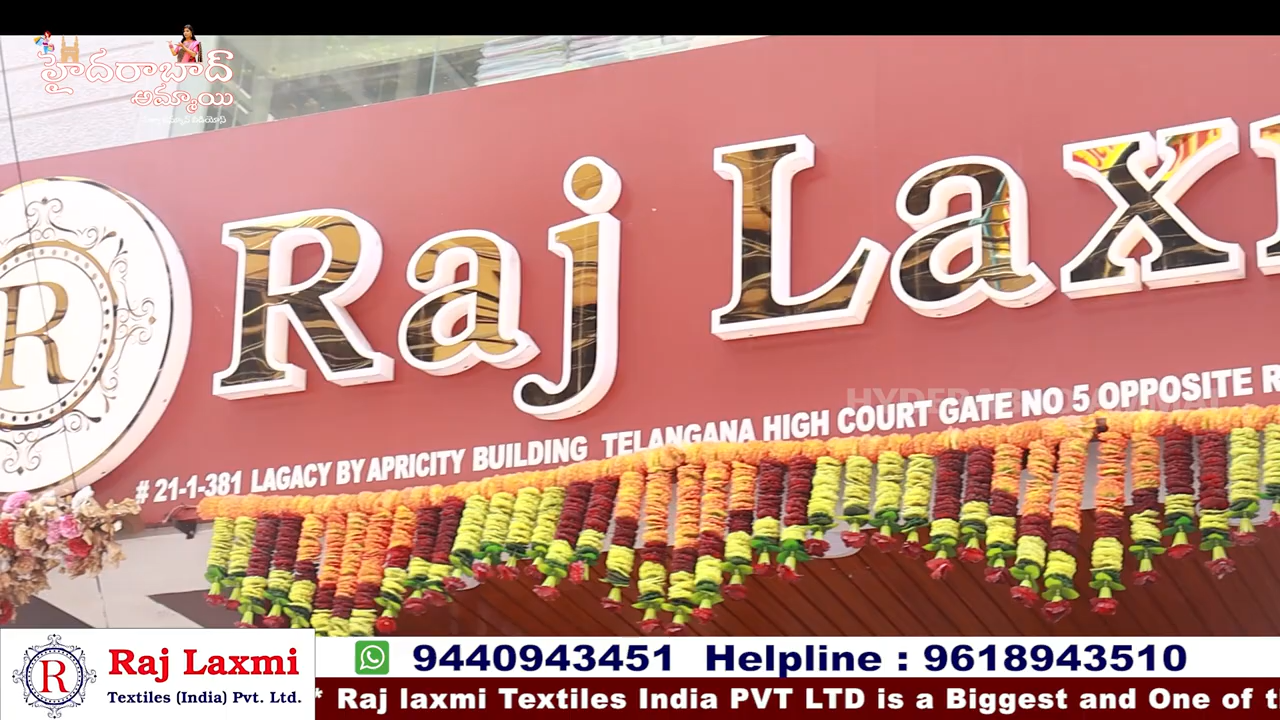 హైదరాబాద్
అమ్మాయి
R
Raj Lax
# 21-1-381 LAGACY BY APRICITY BUILDING TELANGANA HIGH COURT GATE NO 5 OPPOSITE
R
Raj Laxmi
Textiles (India) Pvt. Ltd.
9440943451 Helpline : 9618943510
* Raj laxmi Textiles India PVT LTD is a Biggest and One of